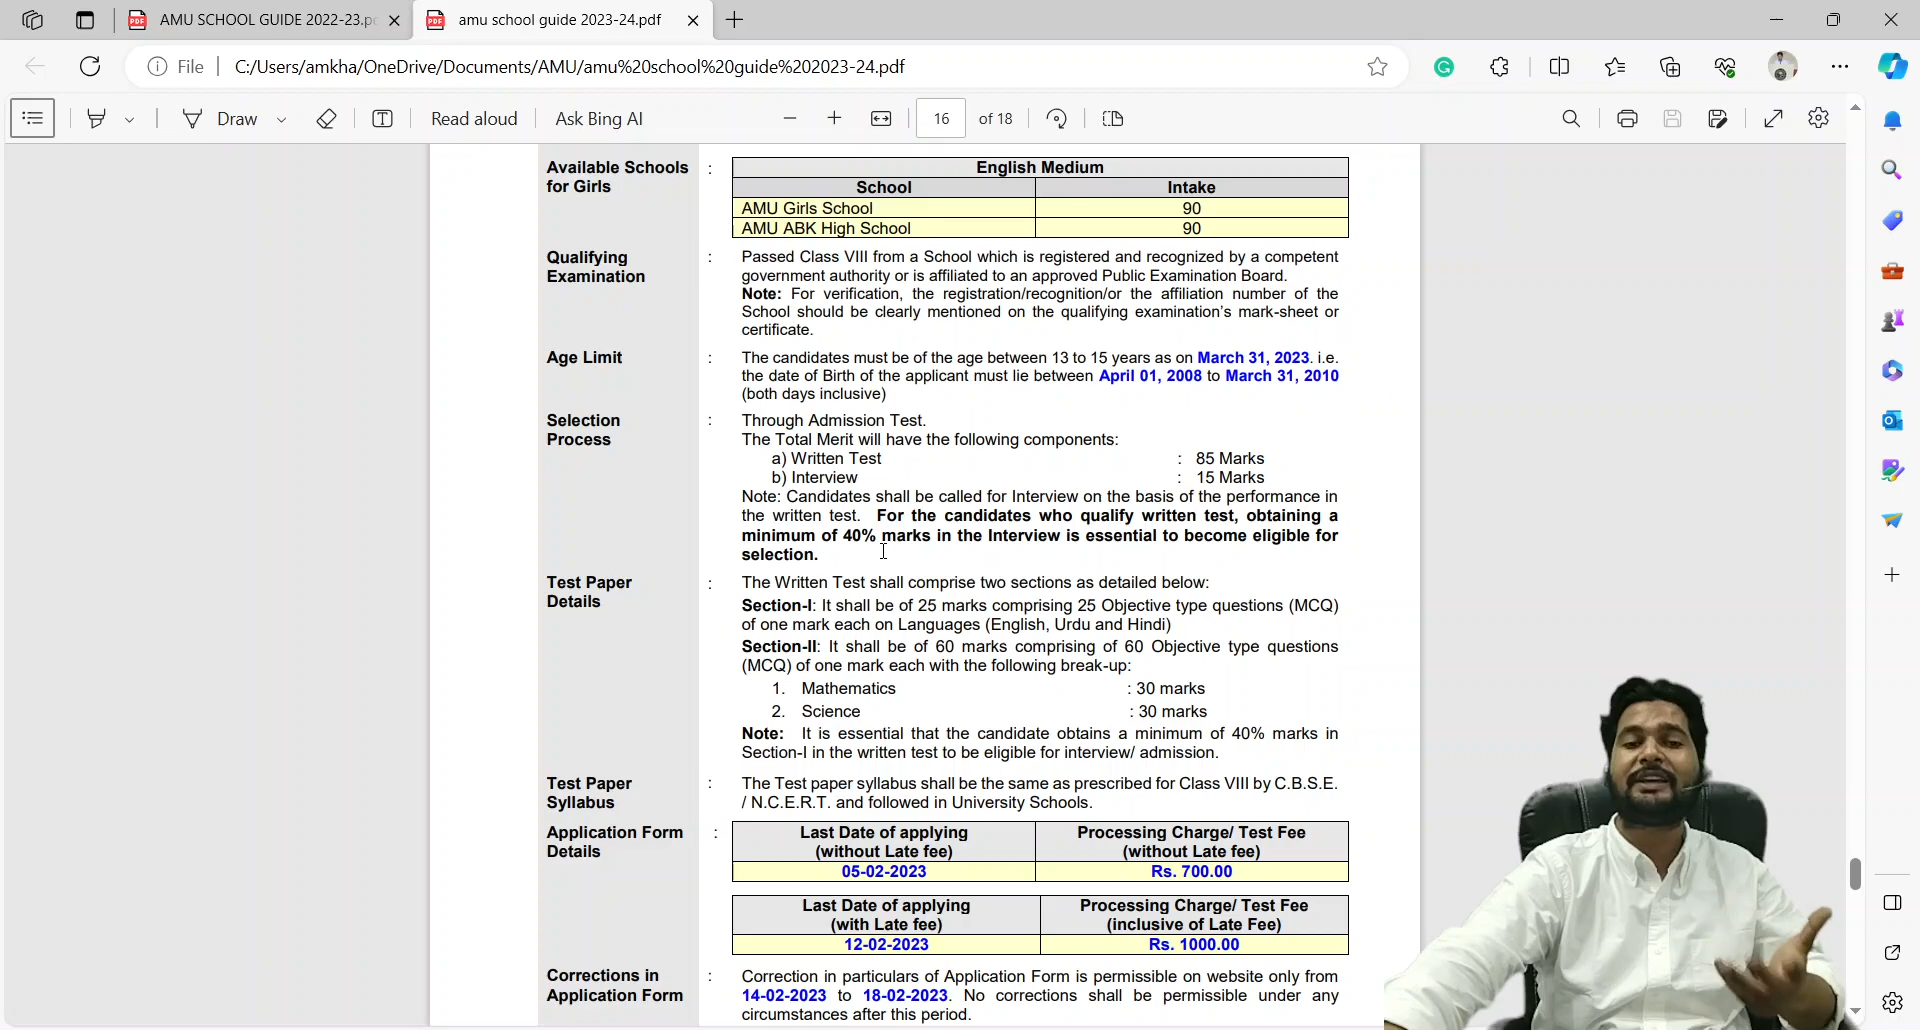 AMU SCHOOL GUIDE 2022-23.p
amu school guide 2023-24.pdf
File
C:/Users/amkha/OneDrive/Documents/AMU/amu%20school%20guide%202023-24.pdf
Draw
Read aloud
Ask Bing AI
16
of 18
Available Schools
for Girls
:
English Medium
School
Intake
AMU Girls School
90
AMU ABK High School
90
Qualifying
Examination
:
Passed Class VIII from a School which is registered and recognized by a competent
government authority or is affiliated to an approved Public Examination Board.
Note: For verification, the registration/recognition/or the affiliation number of the
School should be clearly mentioned on the qualifying examination's mark-sheet or
certificate.
Age Limit
:
The candidates must be of the age between 13 to 15 years as on March 31, 2023. i.e.
the date of Birth of the applicant must lie between April 01, 2008 to March 31, 2010
(both days inclusive)
Selection
Process
:
Through Admission Test.
The Total Merit will have the following components:
a) Written Test : 85 Marks
b) Interview : 15 Marks
Note: Candidates shall be called for Interview on the basis of the performance in
the written test. For the candidates who qualify written test, obtaining a
minimum of 40% marks in the Interview is essential to become eligible for
selection.
Test Paper
Details
:
The Written Test shall comprise two sections as detailed below:
Section-I: It shall be of 25 marks comprising 25 Objective type questions (MCQ)
of one mark each on Languages (English, Urdu and Hindi)
Section-II: It shall be of 60 marks comprising of 60 Objective type questions
(MCQ) of one mark each with the following break-up:
1. Mathematics : 30 marks
2. Science : 30 marks
Note: It is essential that the candidate obtains a minimum of 40% marks in
Section-I in the written test to be eligible for interview/ admission.
Test Paper
Syllabus
:
The Test paper syllabus shall be the same as prescribed for Class VIII by C.B.S.E.
/ N.C.E.R.T. and followed in University Schools.
Application Form
Details
:
Last Date of applying
(without Late fee)
Processing Charge/ Test Fee
(without Late fee)
05-02-2023
Rs. 700.00
Last Date of applying
(with Late fee)
Processing Charge/ Test Fee
(inclusive of Late Fee)
12-02-2023
Rs. 1000.00
Corrections in
Application Form
:
Correction in particulars of Application Form is permissible on website only from
14-02-2023 to 18-02-2023. No corrections shall be permissible under any
circumstances after this period.